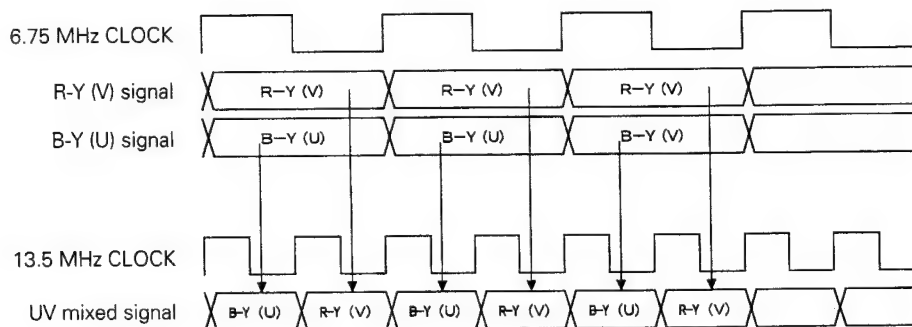 6.75 MHz CLOCK
R-Y (V) signal
R-Y (V) R-Y (V) R-Y (V)
B-Y (U) signal
B-Y (U) B-Y (U) B-Y (V)
13.5 MHz CLOCK
UV mixed signal
B-Y (U) R-Y (V) B-Y (U) R-Y (V) B-Y (U) R-Y (V)